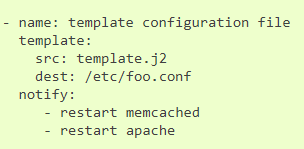 - name: template configuration file
  template:
    src: template.j2
    dest: /etc/foo.conf
  notify:
     - restart memcached
     - restart apache